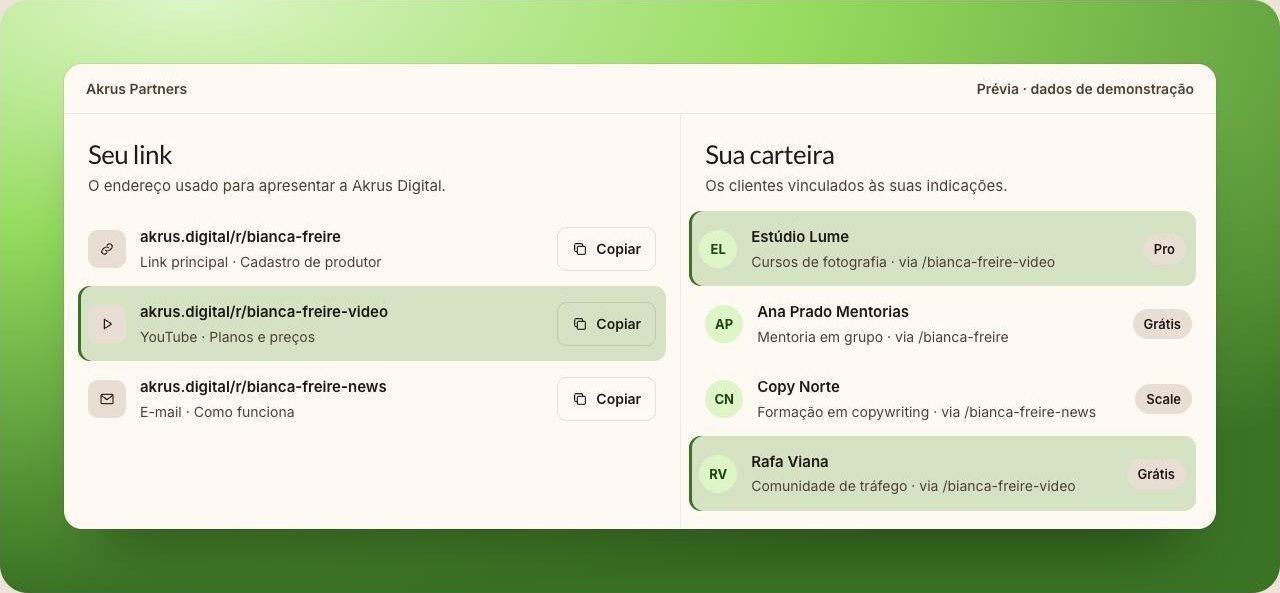 Akrus Partners
Prévia · dados de demonstração
Seu link
O endereço usado para apresentar a Akrus Digital.
akrus.digital/r/bianca-freire
Link principal · Cadastro de produtor
Copiar
akrus.digital/r/bianca-freire-video
YouTube · Planos e preços
Copiar
akrus.digital/r/bianca-freire-news
E-mail · Como funciona
Copiar
Sua carteira
Os clientes vinculados às suas indicações.
EL
Estúdio Lume
Cursos de fotografia · via /bianca-freire-video
Pro
AP
Ana Prado Mentorias
Mentoria em grupo · via /bianca-freire
Grátis
CN
Copy Norte
Formação em copywriting · via /bianca-freire-news
Scale
RV
Rafa Viana
Comunidade de tráfego · via /bianca-freire-video
Grátis